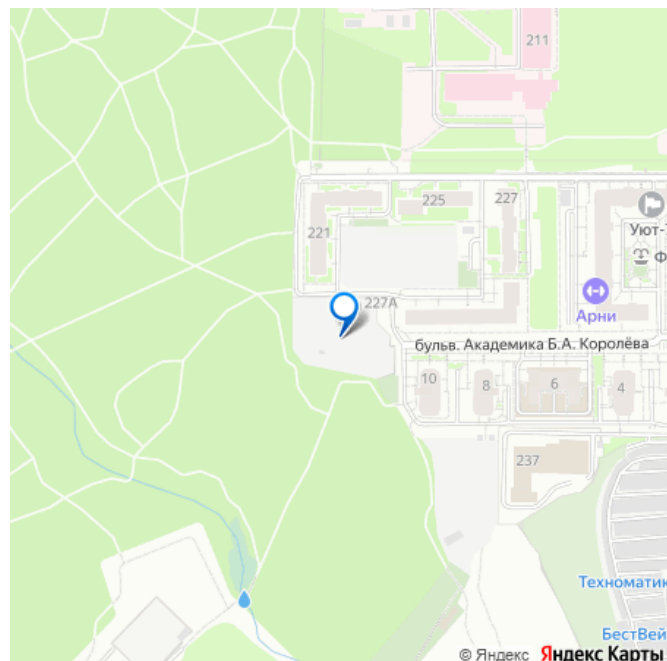 211
225
227
221
Уют-
Ф
227А
Арни
бульв. Академика Б.А. Королёва
10
8
6
4
237
Техноматик
БестВей
© Яндекс Яндекс Карты